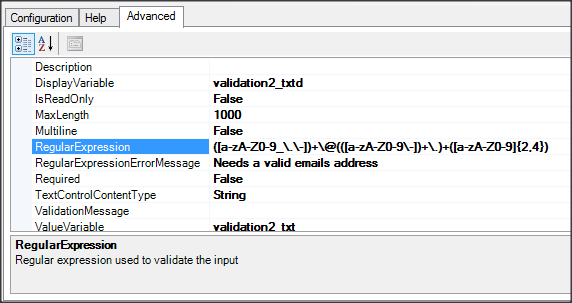 Configuration Help Advanced
A
Z
Description
DisplayVariable validation2_txtd
IsReadOnly False
MaxLength 1000
Multiline False
RegularExpression ([a-zA-Z0-9_\.\-])+\@(([a-zA-Z0-9\-])+\.)+([a-zA-Z0-9]{2,4})
RegularExpressionErrorMessage Needs a valid emails address
Required False
TextControlContentType String
ValidationMessage
ValueVariable validation2_txt
RegularExpression
Regular expression used to validate the input